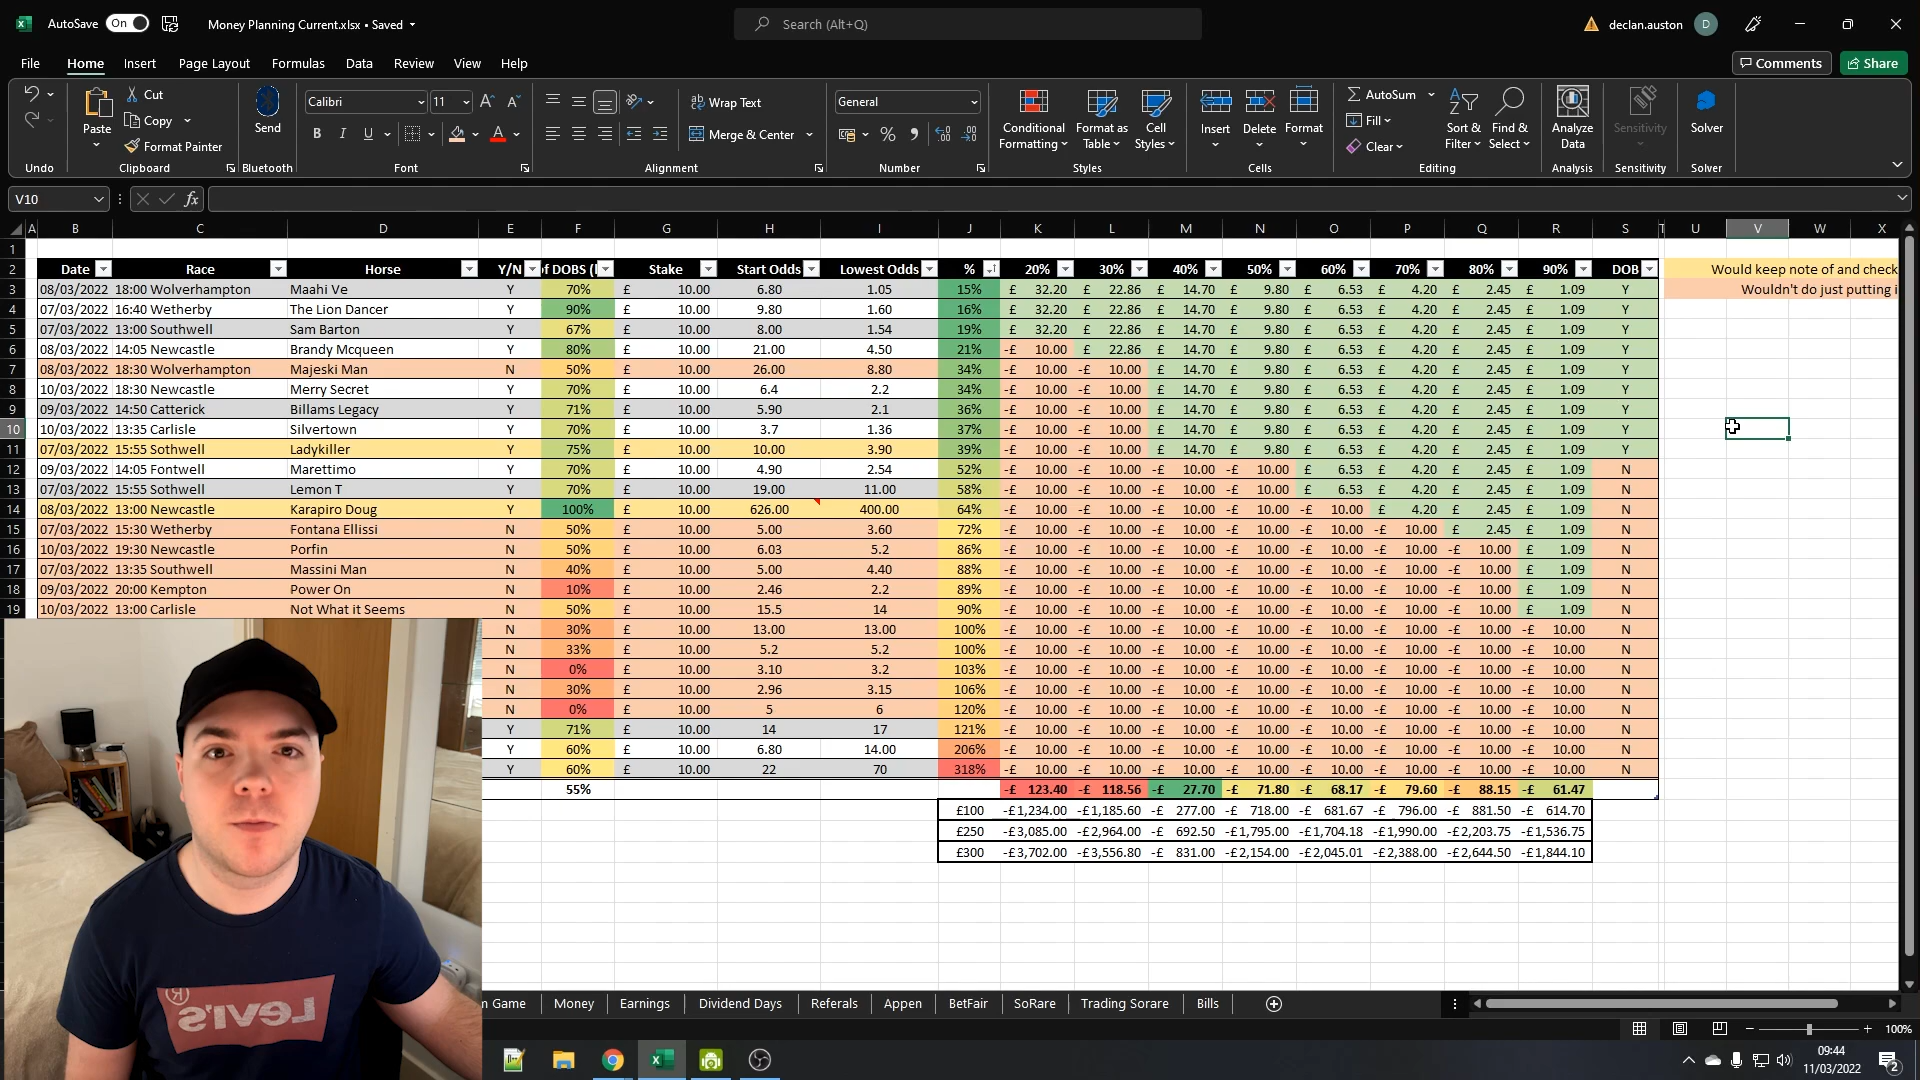 AutoSave On Money Planning Current.xlsx • Saved Search (Alt+Q) declan.auston D
File Home Insert Page Layout Formulas Data Review View Help Comments Share
Cut Calibri 11 Wrap Text General AutoSum
Copy Fill
Paste Format Painter Send Merge & Center Conditional Formatting Format as Table Cell Styles Insert Delete Format Clear Sort & Filter Find & Select Analyze Data Sensitivity Solver
Undo Clipboard Bluetooth Font Alignment Number Styles Cells Editing Analysis Sensitivity Solver
V10 fx
A B C D E F G H I J K L M N O P Q R S T U V W X
1
2 Date Race Horse Y/N of DOBS ( Stake Start Odds Lowest Odds % 20% 30% 40% 50% 60% 70% 80% 90% DOB Would keep note of and check
3 08/03/2022 18:00 Wolverhampton Maahi Ve Y 70% £ 10.00 6.80 1.05 15% £ 32.20 £ 22.86 £ 14.70 £ 9.80 £ 6.53 £ 4.20 £ 2.45 £ 1.09 Y Wouldn't do just putting i
4 07/03/2022 16:40 Wetherby The Lion Dancer Y 90% £ 10.00 9.80 1.60 16% £ 32.20 £ 22.86 £ 14.70 £ 9.80 £ 6.53 £ 4.20 £ 2.45 £ 1.09 Y
5 07/03/2022 13:00 Southwell Sam Barton Y 67% £ 10.00 8.00 1.54 19% £ 32.20 £ 22.86 £ 14.70 £ 9.80 £ 6.53 £ 4.20 £ 2.45 £ 1.09 Y
6 08/03/2022 14:05 Newcastle Brandy Mcqueen Y 80% £ 10.00 21.00 4.50 21% -£ 10.00 £ 22.86 £ 14.70 £ 9.80 £ 6.53 £ 4.20 £ 2.45 £ 1.09 Y
7 08/03/2022 18:30 Wolverhampton Majeski Man N 50% £ 10.00 26.00 8.80 34% -£ 10.00 -£ 10.00 £ 14.70 £ 9.80 £ 6.53 £ 4.20 £ 2.45 £ 1.09 Y
8 10/03/2022 18:30 Newcastle Merry Secret Y 70% £ 10.00 6.4 2.2 34% -£ 10.00 -£ 10.00 £ 14.70 £ 9.80 £ 6.53 £ 4.20 £ 2.45 £ 1.09 Y
9 09/03/2022 14:50 Catterick Billams Legacy Y 71% £ 10.00 5.90 2.1 36% -£ 10.00 -£ 10.00 £ 14.70 £ 9.80 £ 6.53 £ 4.20 £ 2.45 £ 1.09 Y
10 10/03/2022 13:35 Carlisle Silvertown Y 70% £ 10.00 3.7 1.36 37% -£ 10.00 -£ 10.00 £ 14.70 £ 9.80 £ 6.53 £ 4.20 £ 2.45 £ 1.09 Y
11 07/03/2022 15:55 Sothwell Ladykiller Y 75% £ 10.00 10.00 3.90 39% -£ 10.00 -£ 10.00 £ 14.70 £ 9.80 £ 6.53 £ 4.20 £ 2.45 £ 1.09 Y
12 09/03/2022 14:05 Fontwell Marettimo Y 70% £ 10.00 4.90 2.54 52% -£ 10.00 -£ 10.00 -£ 10.00 -£ 10.00 £ 6.53 £ 4.20 £ 2.45 £ 1.09 N
13 07/03/2022 15:55 Sothwell Lemon T Y 70% £ 10.00 19.00 11.00 58% -£ 10.00 -£ 10.00 -£ 10.00 -£ 10.00 £ 6.53 £ 4.20 £ 2.45 £ 1.09 N
14 08/03/2022 13:00 Newcastle Karapiro Doug Y 100% £ 10.00 626.00 400.00 64% -£ 10.00 -£ 10.00 -£ 10.00 -£ 10.00 -£ 10.00 £ 4.20 £ 2.45 £ 1.09 N
15 07/03/2022 15:30 Wetherby Fontana Ellissi N 50% £ 10.00 5.00 3.60 72% -£ 10.00 -£ 10.00 -£ 10.00 -£ 10.00 -£ 10.00 -£ 10.00 £ 2.45 £ 1.09 N
16 10/03/2022 19:30 Newcastle Porfin N 50% £ 10.00 6.03 5.2 86% -£ 10.00 -£ 10.00 -£ 10.00 -£ 10.00 -£ 10.00 -£ 10.00 -£ 10.00 £ 1.09 N
17 07/03/2022 13:35 Southwell Massini Man N 40% £ 10.00 5.00 4.40 88% -£ 10.00 -£ 10.00 -£ 10.00 -£ 10.00 -£ 10.00 -£ 10.00 -£ 10.00 £ 1.09 N
18 09/03/2022 20:00 Kempton Power On N 10% £ 10.00 2.46 2.2 89% -£ 10.00 -£ 10.00 -£ 10.00 -£ 10.00 -£ 10.00 -£ 10.00 -£ 10.00 £ 1.09 N
19 10/03/2022 13:00 Carlisle Not What it Seems N 50% £ 10.00 15.5 14 90% -£ 10.00 -£ 10.00 -£ 10.00 -£ 10.00 -£ 10.00 -£ 10.00 -£ 10.00 £ 1.09 N
N 30% £ 10.00 13.00 13.00 100% -£ 10.00 -£ 10.00 -£ 10.00 -£ 10.00 -£ 10.00 -£ 10.00 -£ 10.00 -£ 10.00 N
N 33% £ 10.00 5.2 5.2 100% -£ 10.00 -£ 10.00 -£ 10.00 -£ 10.00 -£ 10.00 -£ 10.00 -£ 10.00 -£ 10.00 N
N 0% £ 10.00 3.10 3.2 103% -£ 10.00 -£ 10.00 -£ 10.00 -£ 10.00 -£ 10.00 -£ 10.00 -£ 10.00 -£ 10.00 N
N 30% £ 10.00 2.96 3.15 106% -£ 10.00 -£ 10.00 -£ 10.00 -£ 10.00 -£ 10.00 -£ 10.00 -£ 10.00 -£ 10.00 N
N 0% £ 10.00 5 6 120% -£ 10.00 -£ 10.00 -£ 10.00 -£ 10.00 -£ 10.00 -£ 10.00 -£ 10.00 -£ 10.00 N
Y 71% £ 10.00 14 17 121% -£ 10.00 -£ 10.00 -£ 10.00 -£ 10.00 -£ 10.00 -£ 10.00 -£ 10.00 -£ 10.00 N
Y 60% £ 10.00 6.80 14.00 206% -£ 10.00 -£ 10.00 -£ 10.00 -£ 10.00 -£ 10.00 -£ 10.00 -£ 10.00 -£ 10.00 N
Y 60% £ 10.00 22 70 318% -£ 10.00 -£ 10.00 -£ 10.00 -£ 10.00 -£ 10.00 -£ 10.00 -£ 10.00 -£ 10.00 N
55% -£ 123.40 -£ 118.56 -£ 27.70 -£ 71.80 -£ 68.17 -£ 79.60 -£ 88.15 -£ 61.47
£100 -£1,234.00 -£1,185.60 -£ 277.00 -£ 718.00 -£ 681.67 -£ 796.00 -£ 881.50 -£ 614.70
£250 -£3,085.00 -£2,964.00 -£ 692.50 -£1,795.00 -£1,704.18 -£1,990.00 -£2,203.75 -£1,536.75
£300 -£3,702.00 -£3,556.80 -£ 831.00 -£2,154.00 -£2,045.01 -£2,388.00 -£2,644.50 -£1,844.10
Levi's ®
m Game Money Earnings Dividend Days Referrals Appen BetFair SoRare Trading Sorare Bills
100%
09:44
11/03/2022 2